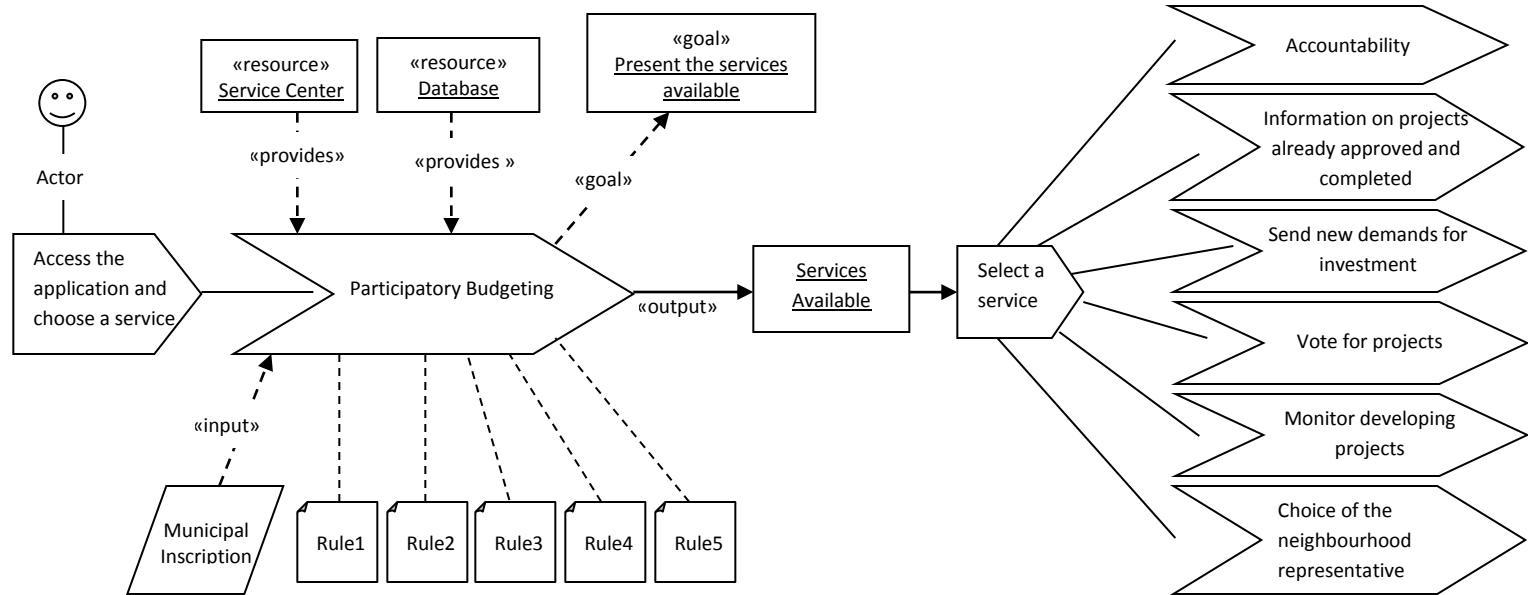 «resource»
Service Center
«resource»
Database
«goal»
Present the services
available
«provides»
«provides »
«goal»
Actor
Access the
application and
choose a service
Participatory Budgeting
«output»
Services
Available
Select a
service
«input»
Municipal
Inscription
Rule1
Rule2
Rule3
Rule4
Rule5
Accountability
Information on projects
already approved and
completed
Send new demands for
investment
Vote for projects
Monitor developing
projects
Choice of the
neighbourhood
representative